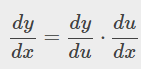 dy/dx = dy/du · du/dx